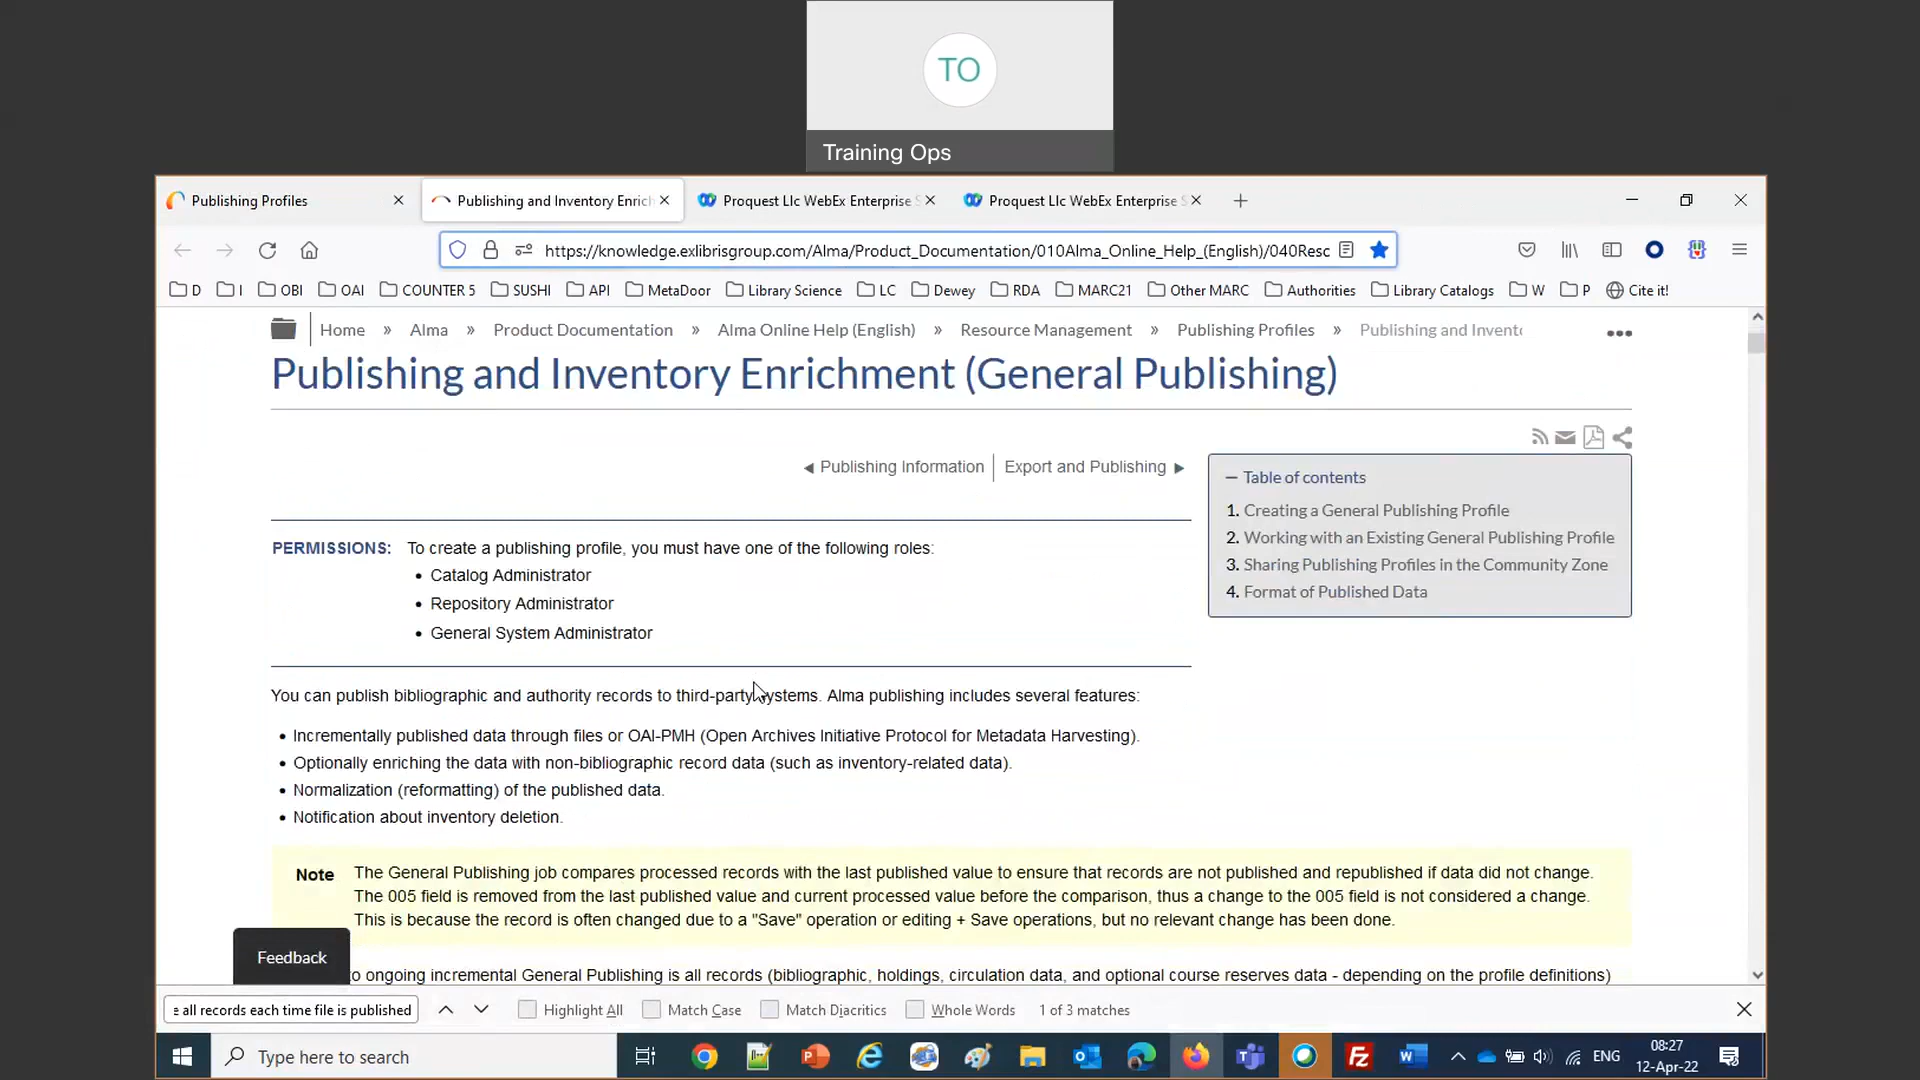 TO
Training Ops
Publishing Profiles
Publishing and Inventory Enrich
Proquest Llc WebEx Enterprise S
Proquest Llc WebEx Enterprise S
https://knowledge.exlibrisgroup.com/Alma/Product_Documentation/010Alma_Online_Help_(English)/040Resc
D I OBI OAI COUNTER 5 SUSHI API MetaDoor Library Science LC Dewey RDA MARC21 Other MARC Authorities Library Catalogs W P Cite it!
Home » Alma » Product Documentation » Alma Online Help (English) » Resource Management » Publishing Profiles » Publishing and Invento
Publishing and Inventory Enrichment (General Publishing)
◀ Publishing Information | Export and Publishing ▶
– Table of contents
1. Creating a General Publishing Profile
2. Working with an Existing General Publishing Profile
3. Sharing Publishing Profiles in the Community Zone
4. Format of Published Data
PERMISSIONS: To create a publishing profile, you must have one of the following roles:
• Catalog Administrator
• Repository Administrator
• General System Administrator
You can publish bibliographic and authority records to third-party systems. Alma publishing includes several features:
• Incrementally published data through files or OAI-PMH (Open Archives Initiative Protocol for Metadata Harvesting).
• Optionally enriching the data with non-bibliographic record data (such as inventory-related data).
• Normalization (reformatting) of the published data.
• Notification about inventory deletion.
Note The General Publishing job compares processed records with the last published value to ensure that records are not published and republished if data did not change.
The 005 field is removed from the last published value and current processed value before the comparison, thus a change to the 005 field is not considered a change.
This is because the record is often changed due to a "Save" operation or editing + Save operations, but no relevant change has been done.
Feedback
o ongoing incremental General Publishing is all records (bibliographic, holdings, circulation data, and optional course reserves data - depending on the profile definitions)
e all records each time file is published Highlight All Match Case Match Diacritics Whole Words 1 of 3 matches
Type here to search
ENG
08:27
12-Apr-22